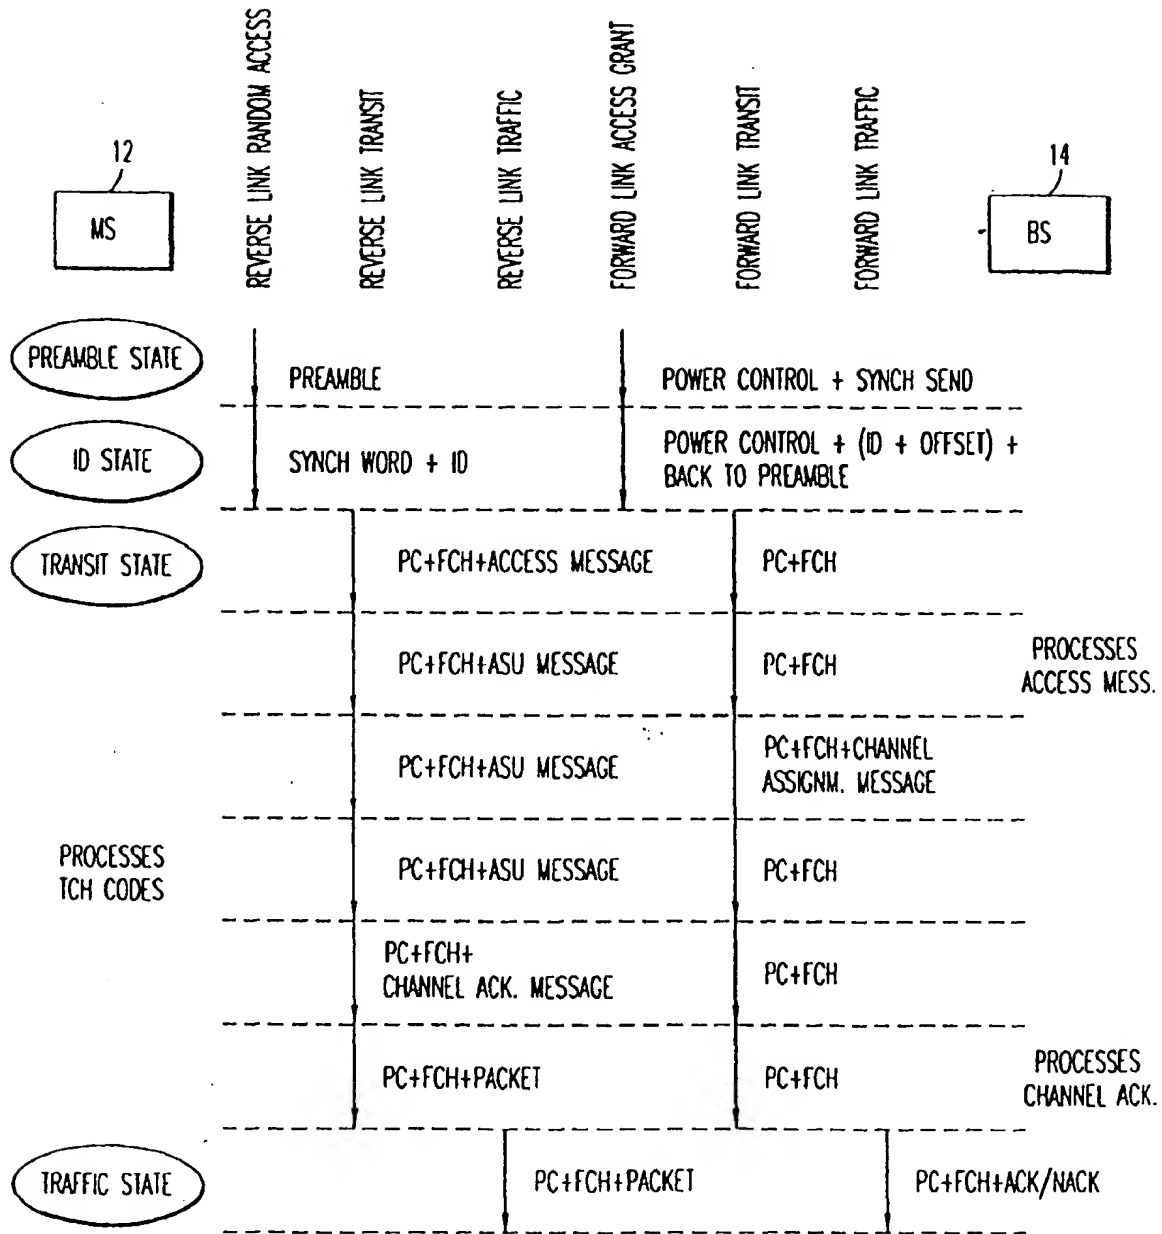 REVERSE LINK RANDOM ACCESS
REVERSE LINK TRANSIT
REVERSE LINK TRAFFIC
FORWARD LINK ACCESS GRANT
FORWARD LINK TRANSIT
FORWARD LINK TRAFFIC
12
MS
14
BS
PREAMBLE STATE
PREAMBLE
POWER CONTROL + SYNCH SEND
ID STATE
SYNCH WORD + ID
POWER CONTROL + (ID + OFFSET) +
BACK TO PREAMBLE
TRANSIT STATE
PC+FCH+ACCESS MESSAGE
PC+FCH
PC+FCH+ASU MESSAGE
PC+FCH
PROCESSES
ACCESS MESS.
PC+FCH+ASU MESSAGE
PC+FCH+CHANNEL
ASSIGNM. MESSAGE
PROCESSES
TCH CODES
PC+FCH+ASU MESSAGE
PC+FCH
PC+FCH+
CHANNEL ACK. MESSAGE
PC+FCH
PC+FCH+PACKET
PC+FCH
PROCESSES
CHANNEL ACK.
TRAFFIC STATE
PC+FCH+PACKET
PC+FCH+ACK/NACK